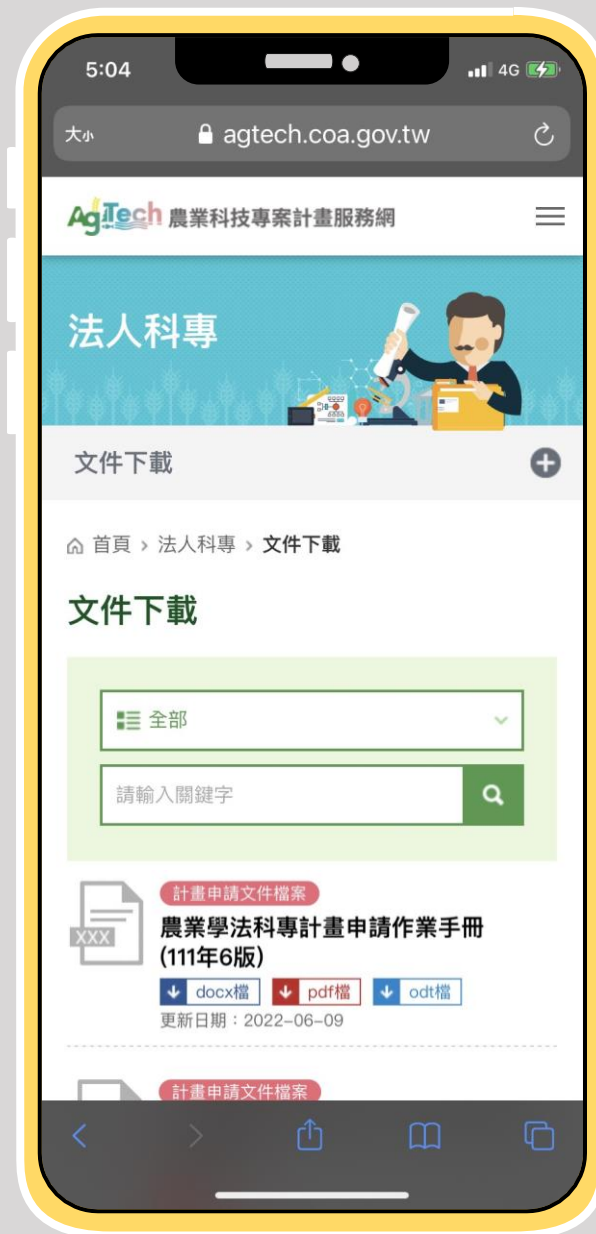 5:04
4G
大小
agtech.coa.gov.tw
AgiTech 農業科技專案計畫服務網
法人科專
文件下載
首頁 › 法人科專 › 文件下載
文件下載
全部
請輸入關鍵字
計畫申請文件檔案
XXX
農業學法科專計畫申請作業手冊
(111年6版)
docx檔 pdf檔 odt檔
更新日期：2022-06-09
計畫申請文件檔案